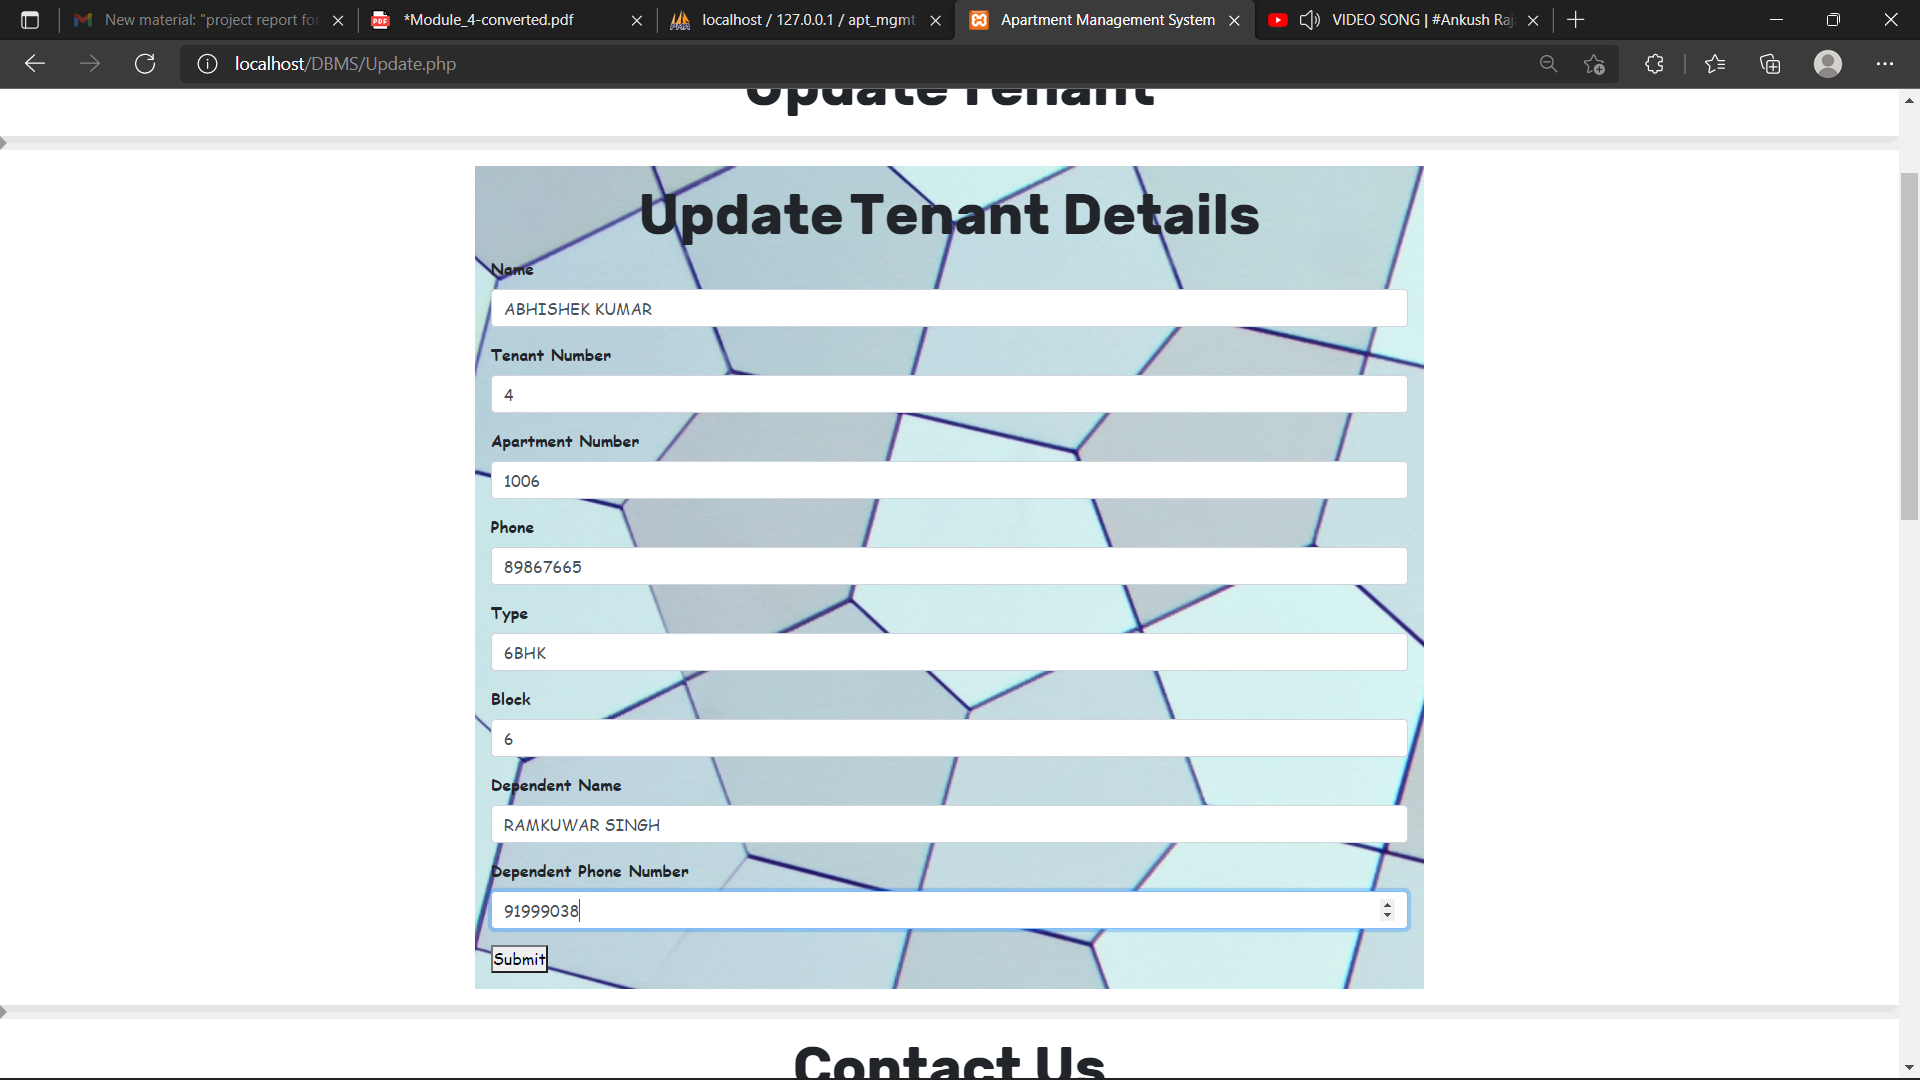 New material: "project report for
*Module_4-converted.pdf
localhost / 127.0.0.1 / apt_mgmt
Apartment Management System
VIDEO SONG | #Ankush Raj
localhost/DBMS/Update.php
Update Tenant
Update Tenant Details
Name
ABHISHEK KUMAR
Tenant Number
4
Apartment Number
1006
Phone
89867665
Type
6BHK
Block
6
Dependent Name
RAMKUWAR SINGH
Dependent Phone Number
91999038
Submit
Contact Us